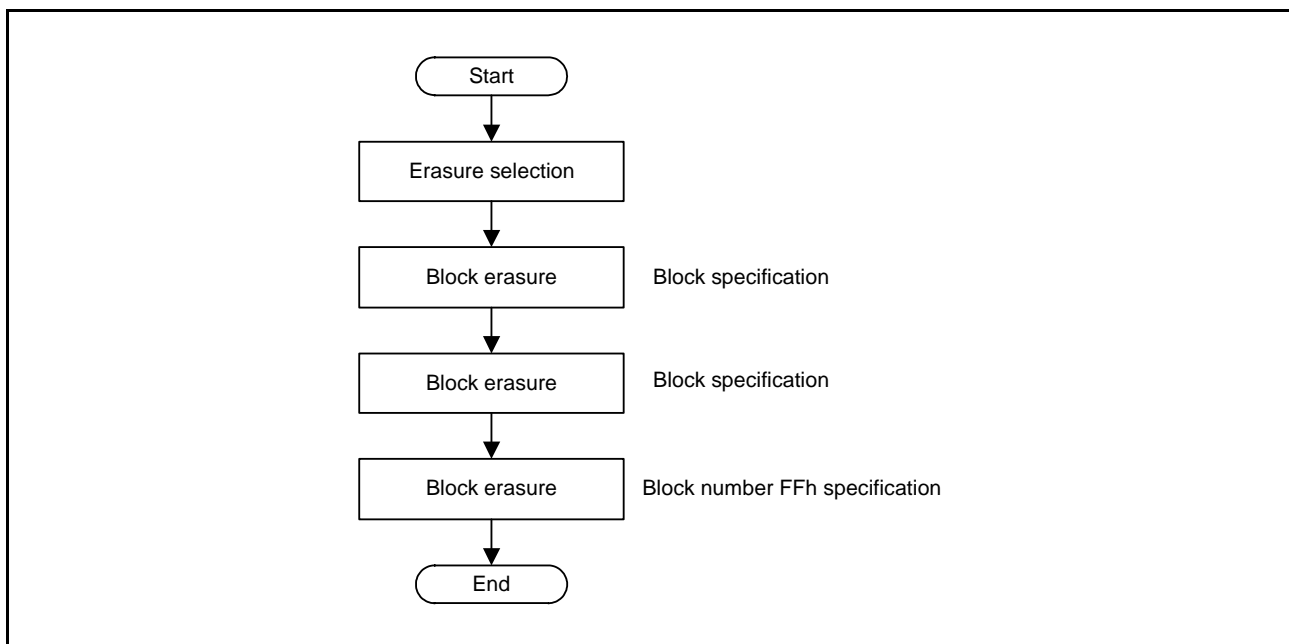 Start
Erasure selection
Block erasure Block specification
Block erasure Block specification
Block erasure Block number FFh specification
End